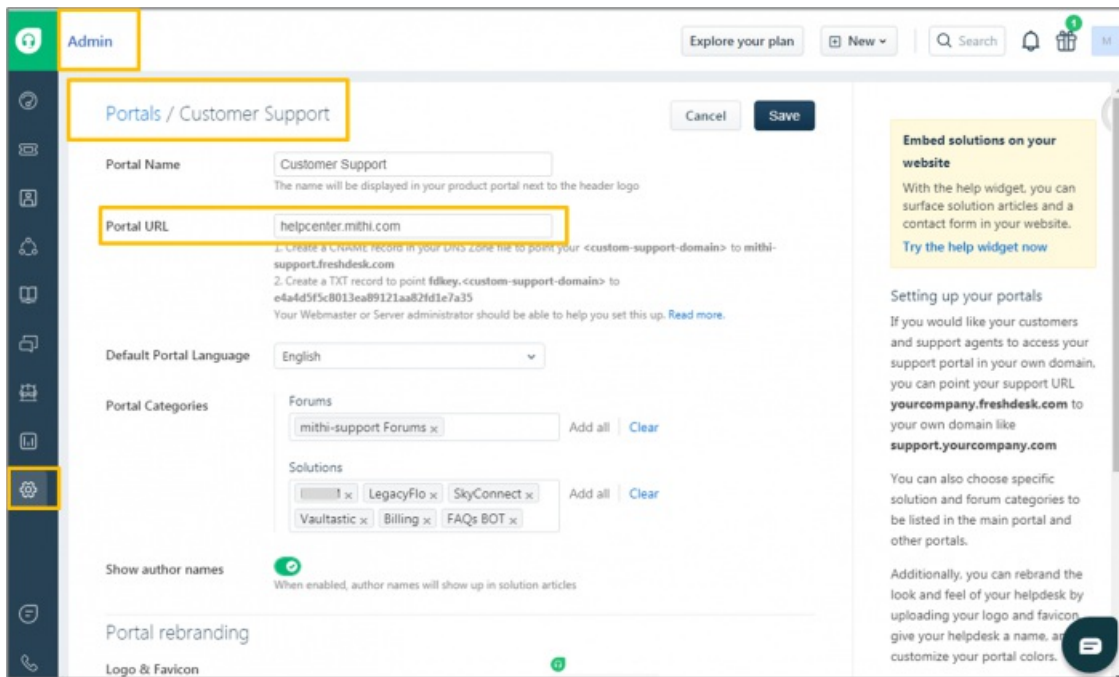 Admin
Explore your plan
New
Search
1
M
Portals / Customer Support
Cancel
Save
Portal Name
Customer Support
The name will be displayed in your product portal next to the header logo
Portal URL
helpcenter.mithi.com
1. Create a CNAME record in your DNS Zone file to point your <custom-support-domain> to mithi-
support.freshdesk.com
2. Create a TXT record to point fdkey.<custom-support-domain> to
e4a4d5f5c8013ea89121aa82fd1e7a35
Your Webmaster or Server administrator should be able to help you set this up. Read more.
Default Portal Language
English
Portal Categories
Forums
mithi-support Forums ×
Add all
Clear
Solutions
LegacyFlo × SkyConnect ×
Vaultastic × Billing × FAQs BOT ×
Add all
Clear
Show author names
When enabled, author names will show up in solution articles
Portal rebranding
Logo & Favicon
Embed solutions on your
website
With the help widget, you can
surface solution articles and a
contact form in your website.
Try the help widget now
Setting up your portals
If you would like your customers
and support agents to access your
support portal in your own domain,
you can point your support URL
yourcompany.freshdesk.com to
your own domain like
support.yourcompany.com
You can also choose specific
solution and forum categories to
be listed in the main portal and
other portals.
Additionally, you can rebrand the
look and feel of your helpdesk by
uploading your logo and favicon,
give your helpdesk a name,
customize your portal colors.